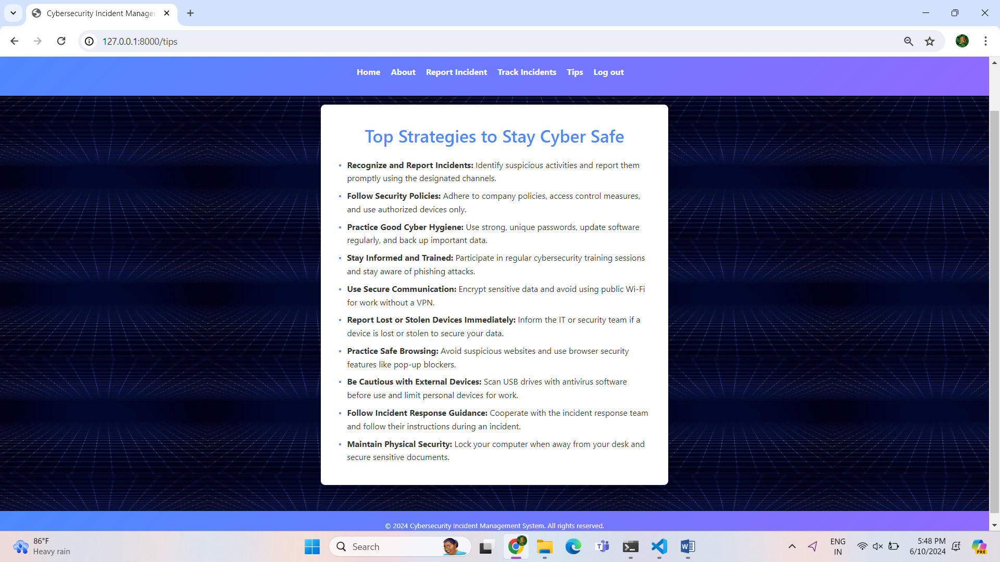 Cybersecurity Incident Manage
127.0.0.1:8000/tips
Home About Report Incident Track Incidents Tips Log out
Top Strategies to Stay Cyber Safe
• Recognize and Report Incidents: Identify suspicious activities and report them
promptly using the designated channels.
• Follow Security Policies: Adhere to company policies, access control measures,
and use authorized devices only.
• Practice Good Cyber Hygiene: Use strong, unique passwords, update software
regularly, and back up important data.
• Stay Informed and Trained: Participate in regular cybersecurity training sessions
and stay aware of phishing attacks.
• Use Secure Communication: Encrypt sensitive data and avoid using public Wi-Fi
for work without a VPN.
• Report Lost or Stolen Devices Immediately: Inform the IT or security team if a
device is lost or stolen to secure your data.
• Practice Safe Browsing: Avoid suspicious websites and use browser security
features like pop-up blockers.
• Be Cautious with External Devices: Scan USB drives with antivirus software
before use and limit personal devices for work.
• Follow Incident Response Guidance: Cooperate with the incident response team
and follow their instructions during an incident.
• Maintain Physical Security: Lock your computer when away from your desk and
secure sensitive documents.
© 2024 Cybersecurity Incident Management System. All rights reserved.
86°F
Heavy rain
Search
ENG
IN
5:48 PM
6/10/2024
PRE